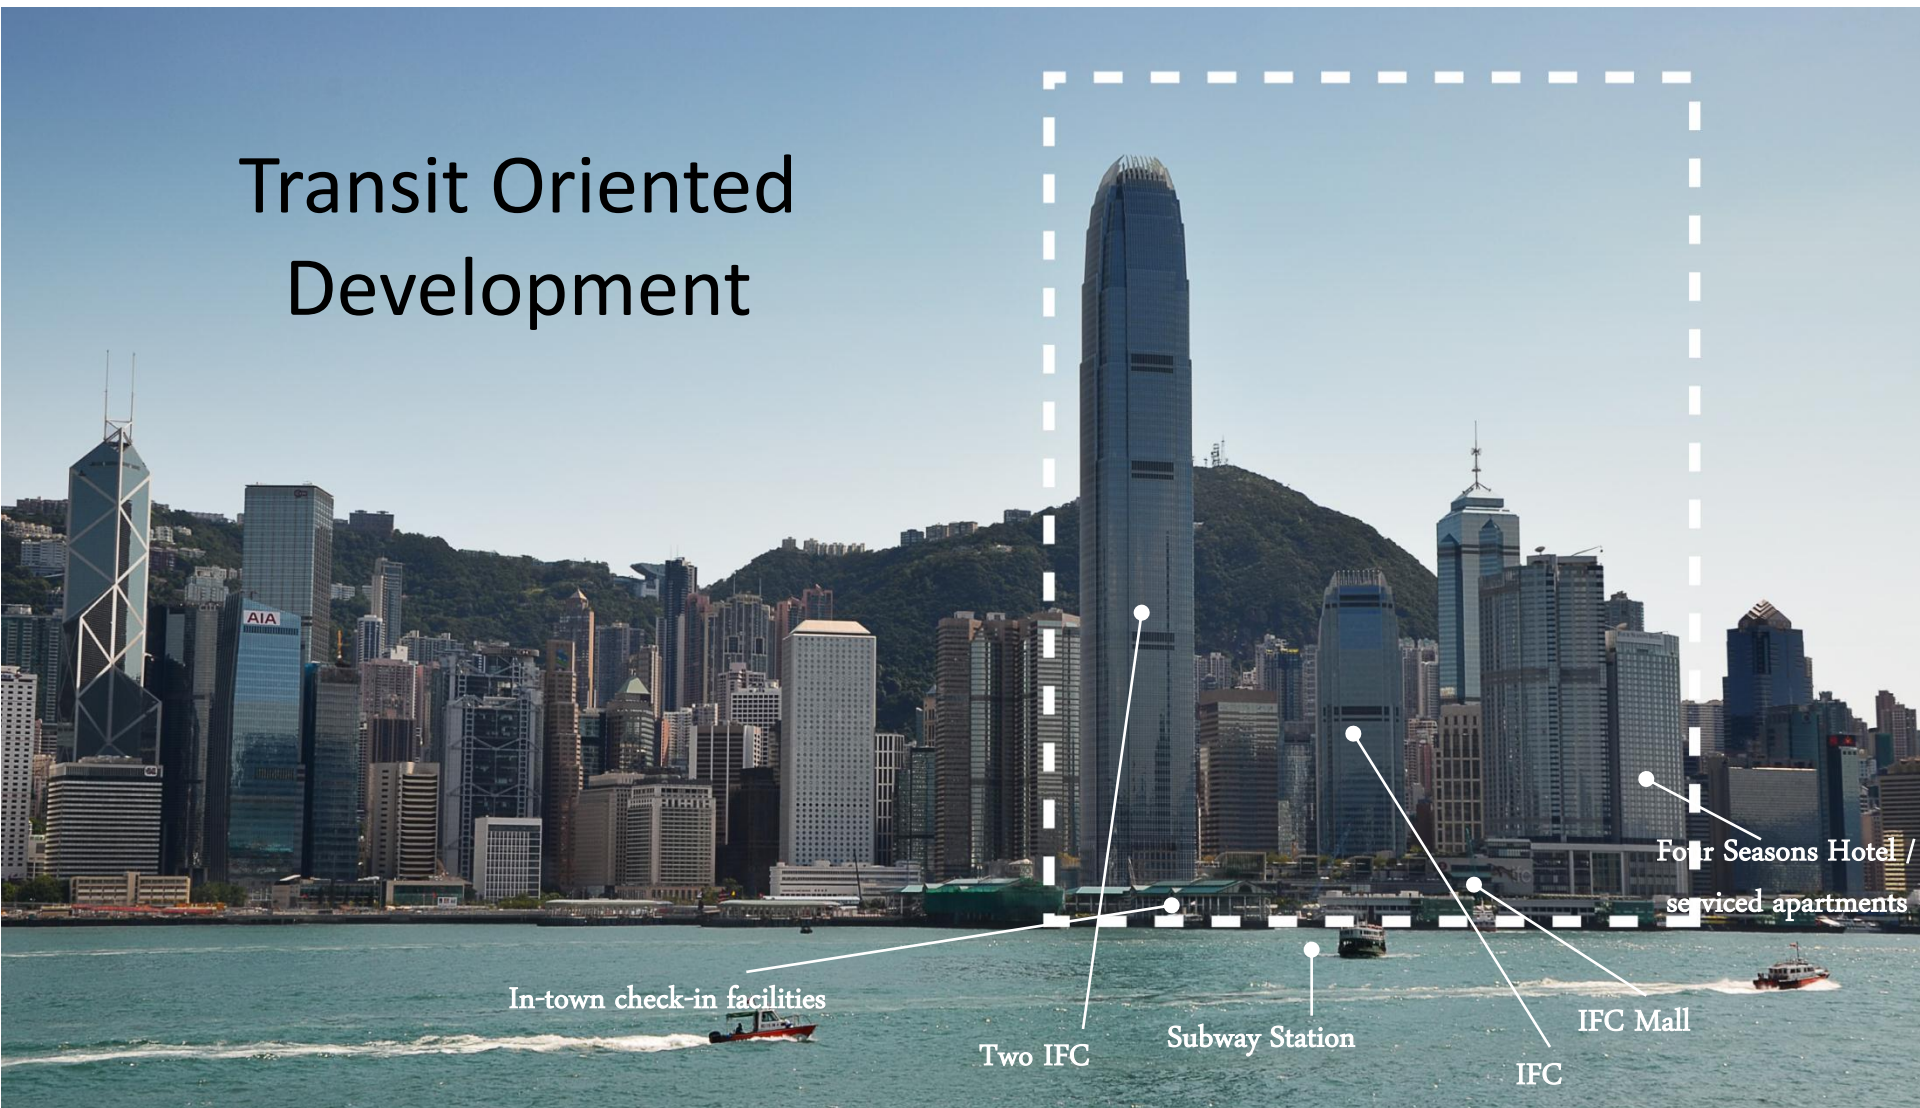 Transit Oriented
Development
AIA
Four Seasons Hotel /
serviced apartments
In-town check-in facilities
IFC Mall
Subway Station
Two IFC
IFC